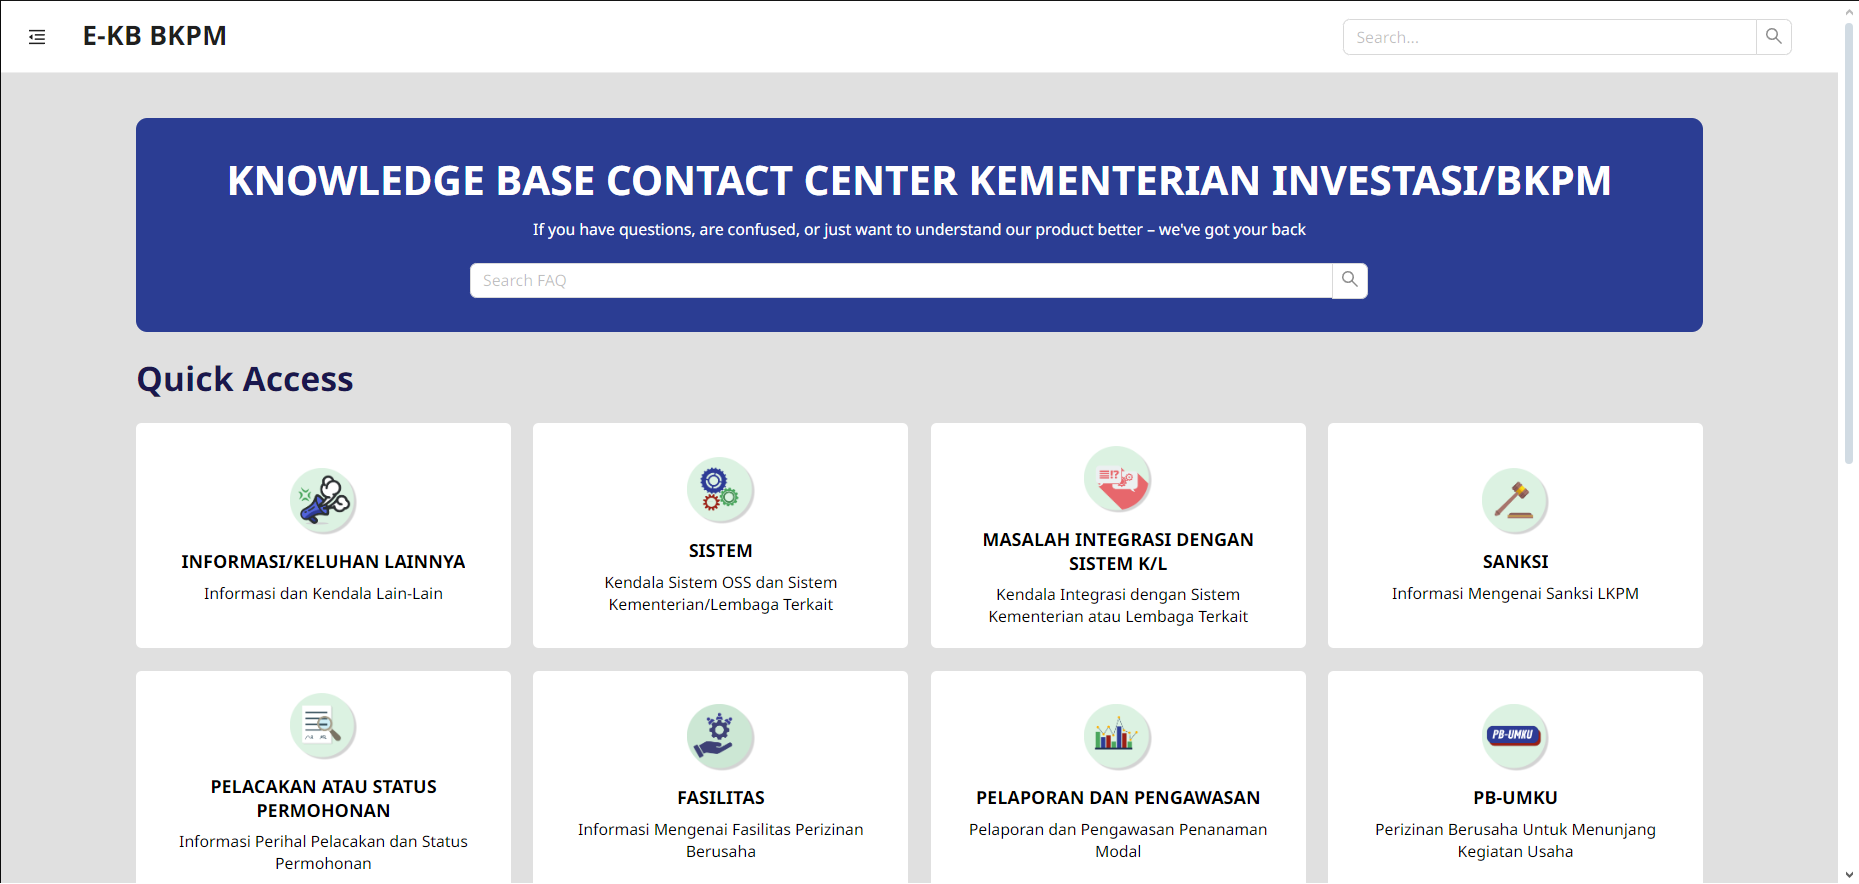 E-KB BKPM
Search...
KNOWLEDGE BASE CONTACT CENTER KEMENTERIAN INVESTASI/BKPM
If you have questions, are confused, or just want to understand our product better – we've got your back
Search FAQ
Quick Access
INFORMASI/KELUHAN LAINNYA
Informasi dan Kendala Lain-Lain
SISTEM
Kendala Sistem OSS dan Sistem
Kementerian/Lembaga Terkait
MASALAH INTEGRASI DENGAN
SISTEM K/L
Kendala Integrasi dengan Sistem
Kementerian atau Lembaga Terkait
SANKSI
Informasi Mengenai Sanksi LKPM
PELACAKAN ATAU STATUS
PERMOHONAN
Informasi Perihal Pelacakan dan Status
Permohonan
FASILITAS
Informasi Mengenai Fasilitas Perizinan
Berusaha
PELAPORAN DAN PENGAWASAN
Pelaporan dan Pengawasan Penanaman
Modal
PB-UMKU
PB-UMKU
Perizinan Berusaha Untuk Menunjang
Kegiatan Usaha